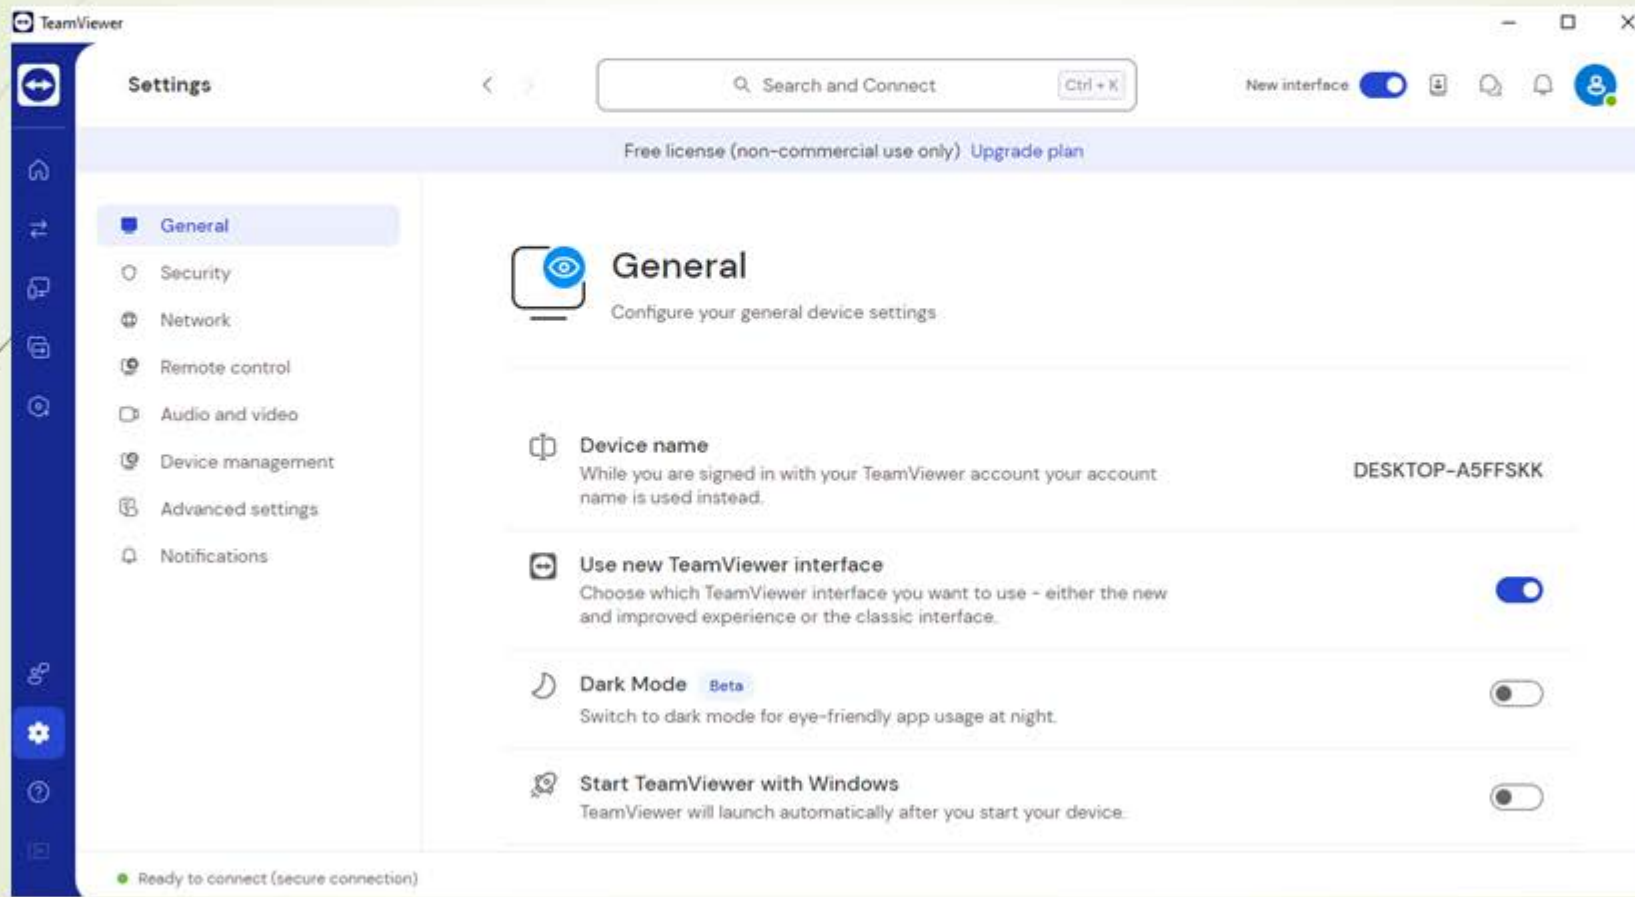 TeamViewer
Settings
Search and Connect
Ctrl + K
New interface
Free license (non-commercial use only) Upgrade plan
General
Security
Network
Remote control
Audio and video
Device management
Advanced settings
Notifications
General
Configure your general device settings
Device name
While you are signed in with your TeamViewer account your account
name is used instead.
DESKTOP-A5FFSKK
Use new TeamViewer interface
Choose which TeamViewer interface you want to use - either the new
and improved experience or the classic interface.
Dark Mode Beta
Switch to dark mode for eye-friendly app usage at night.
Start TeamViewer with Windows
TeamViewer will launch automatically after you start your device.
Ready to connect (secure connection)